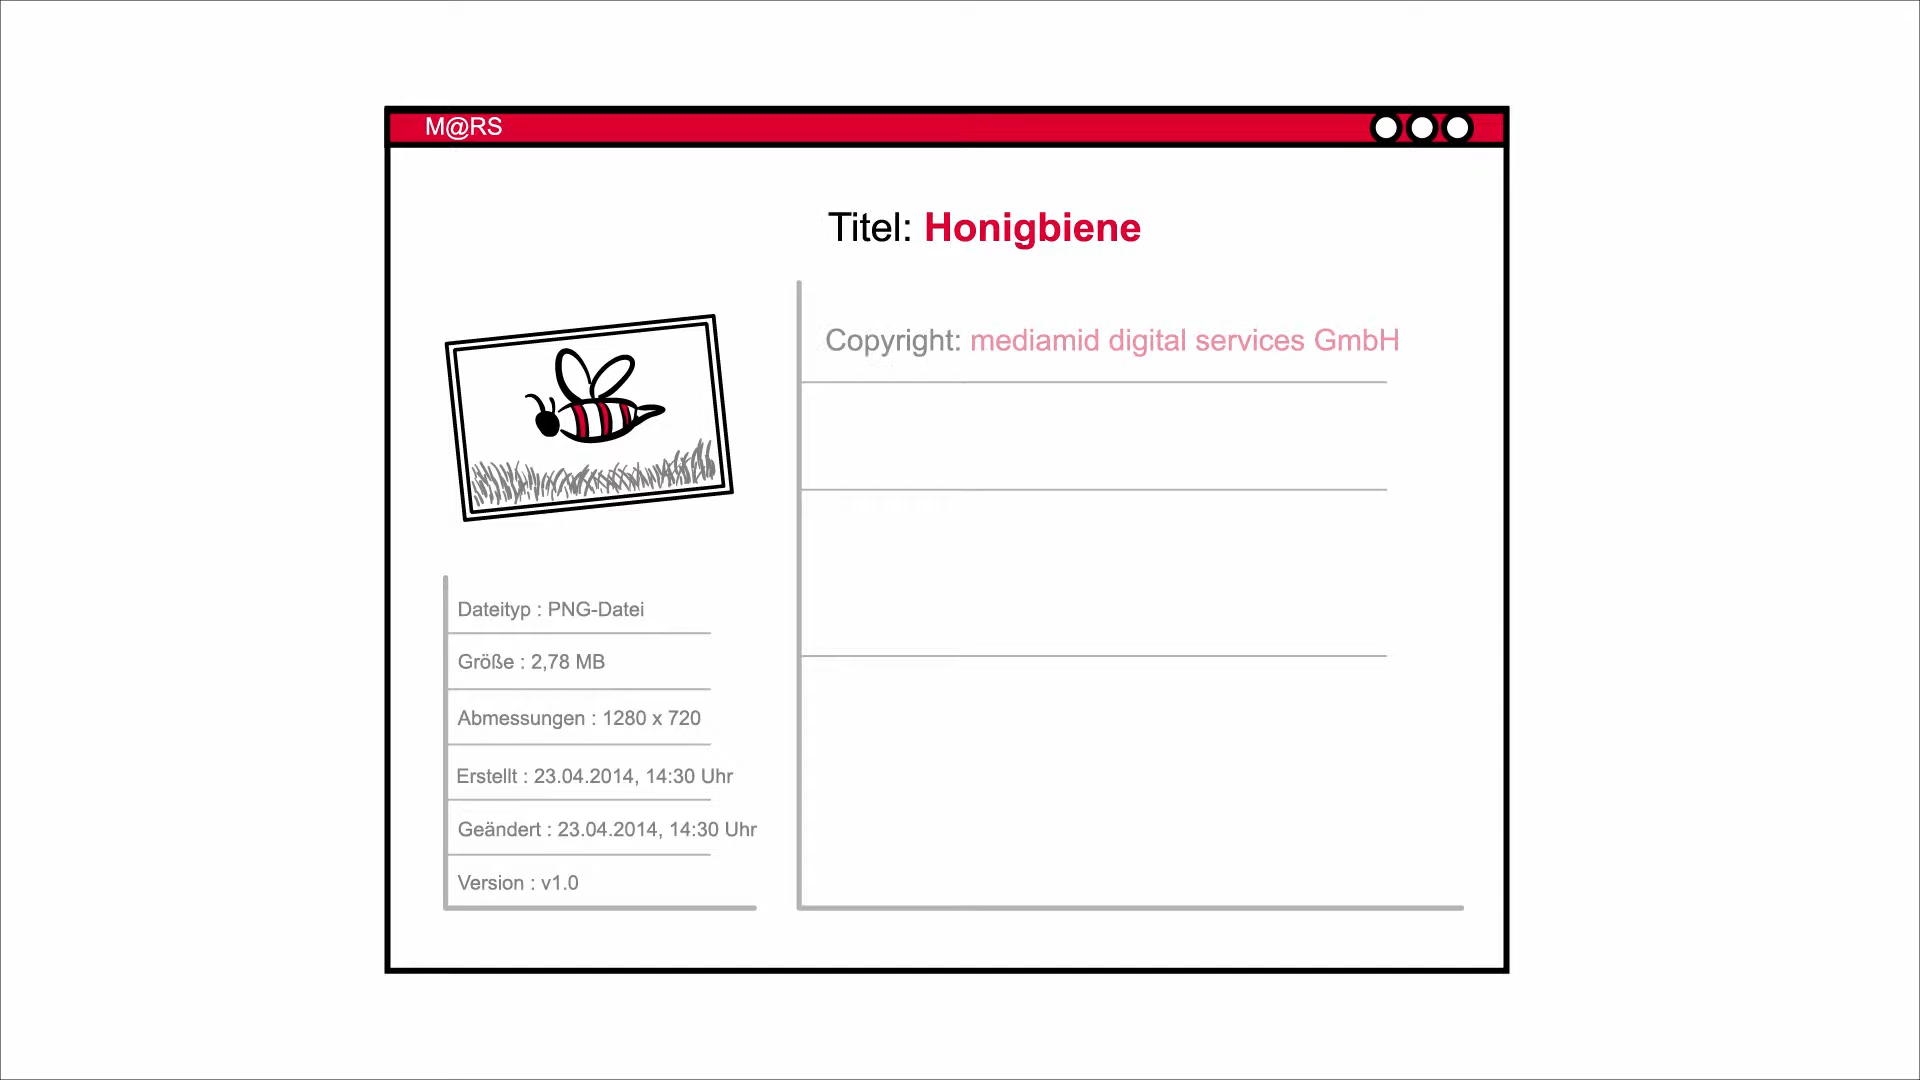 M@RS
Titel: Honigbiene
Copyright: mediamid digital services GmbH
Dateityp : PNG-Datei
Größe : 2,78 MB
Abmessungen : 1280 x 720
Erstellt : 23.04.2014, 14:30 Uhr
Geändert : 23.04.2014, 14:30 Uhr
Version : v1.0